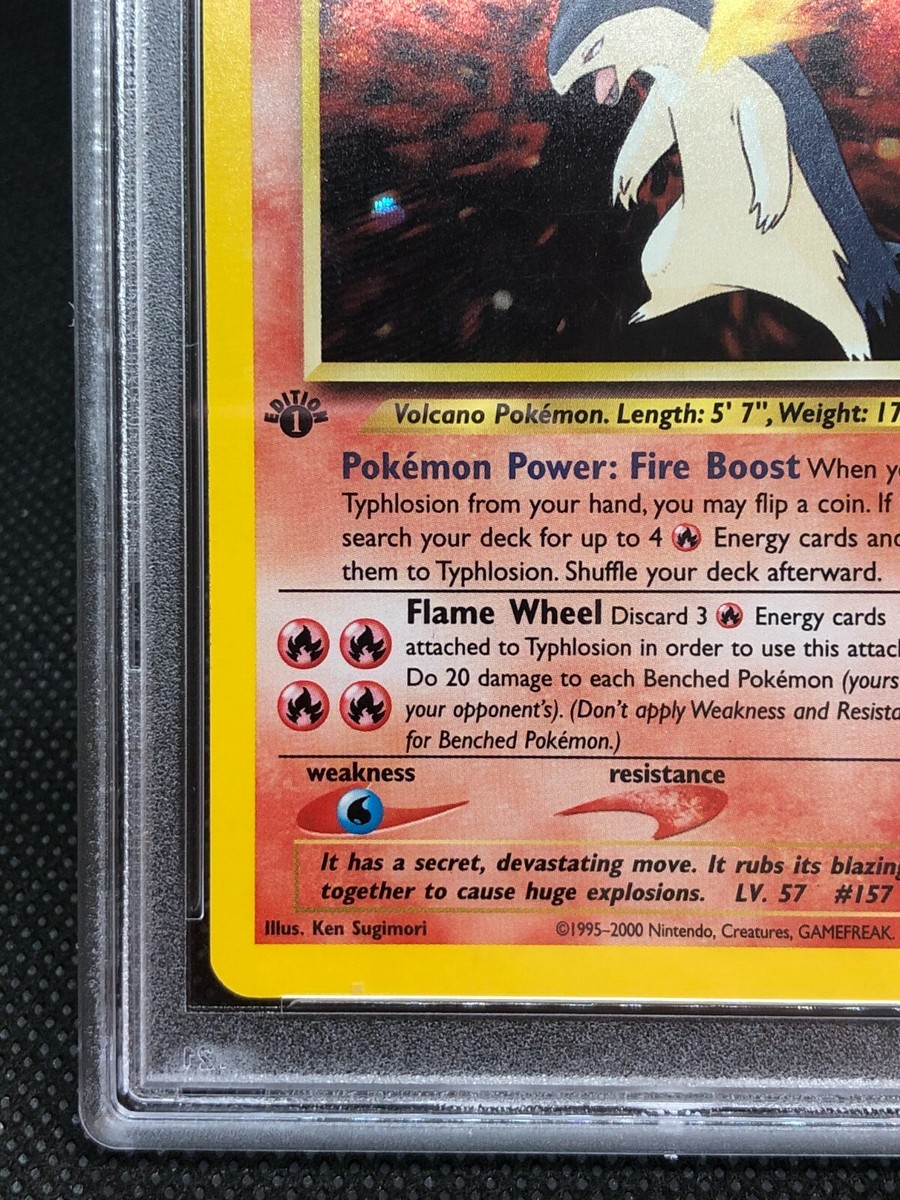 EDITION
1
Volcano Pokémon. Length: 5' 7", Weight: 17
Pokémon Power: Fire Boost When
Typhlosion from your hand, you may flip a coin. If
search your deck for up to 4 Energy cards
them to Typhlosion. Shuffle your deck afterward.
Flame Wheel Discard 3 Energy cards
attached to Typhlosion in order to use this
Do 20 damage to each Benched Pokémon (yours
your opponent's). (Don't apply Weakness and
for Benched Pokémon.)
weakness resistance
It has a secret, devastating move. It rubs its blazing
together to cause huge explosions. LV. 57 #157
Illus. Ken Sugimori ©1995–2000 Nintendo, Creatures, GAMEFREAK.